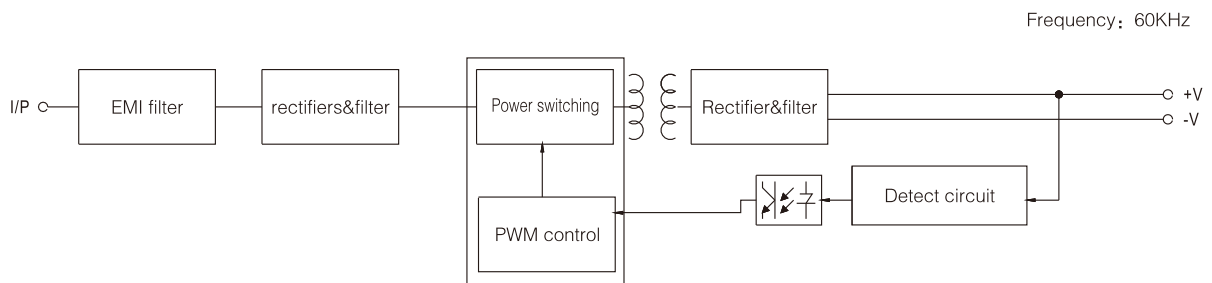 Frequency：60KHz
I/P
EMI filter
rectifiers&filter
Power switching
Rectifier&filter
+V
-V
Detect circuit
PWM control